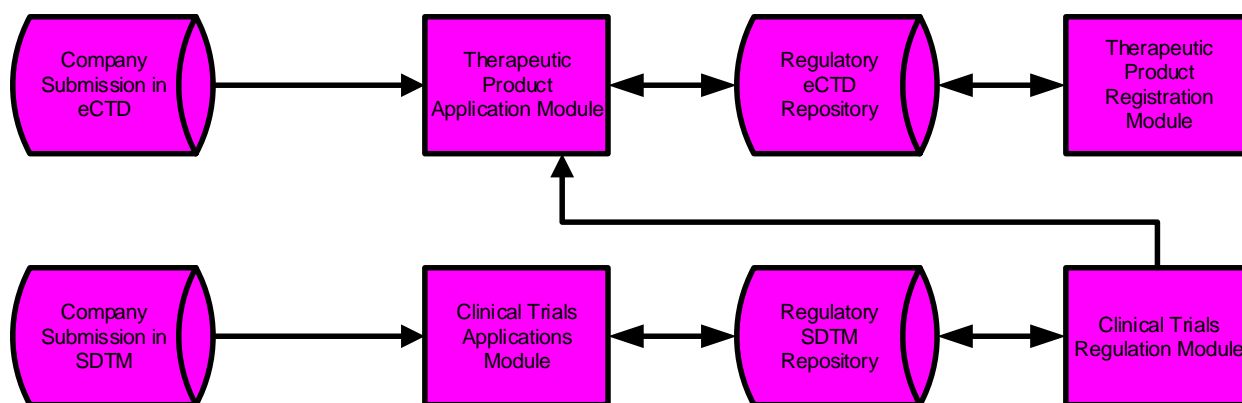 Company
Submission in
eCTD
Therapeutic
Product
Application Module
Regulatory
eCTD
Repository
Therapeutic
Product
Registration
Module
Company
Submission in
SDTM
Clinical Trials
Applications
Module
Regulatory
SDTM
Repository
Clinical Trials
Regulation Module